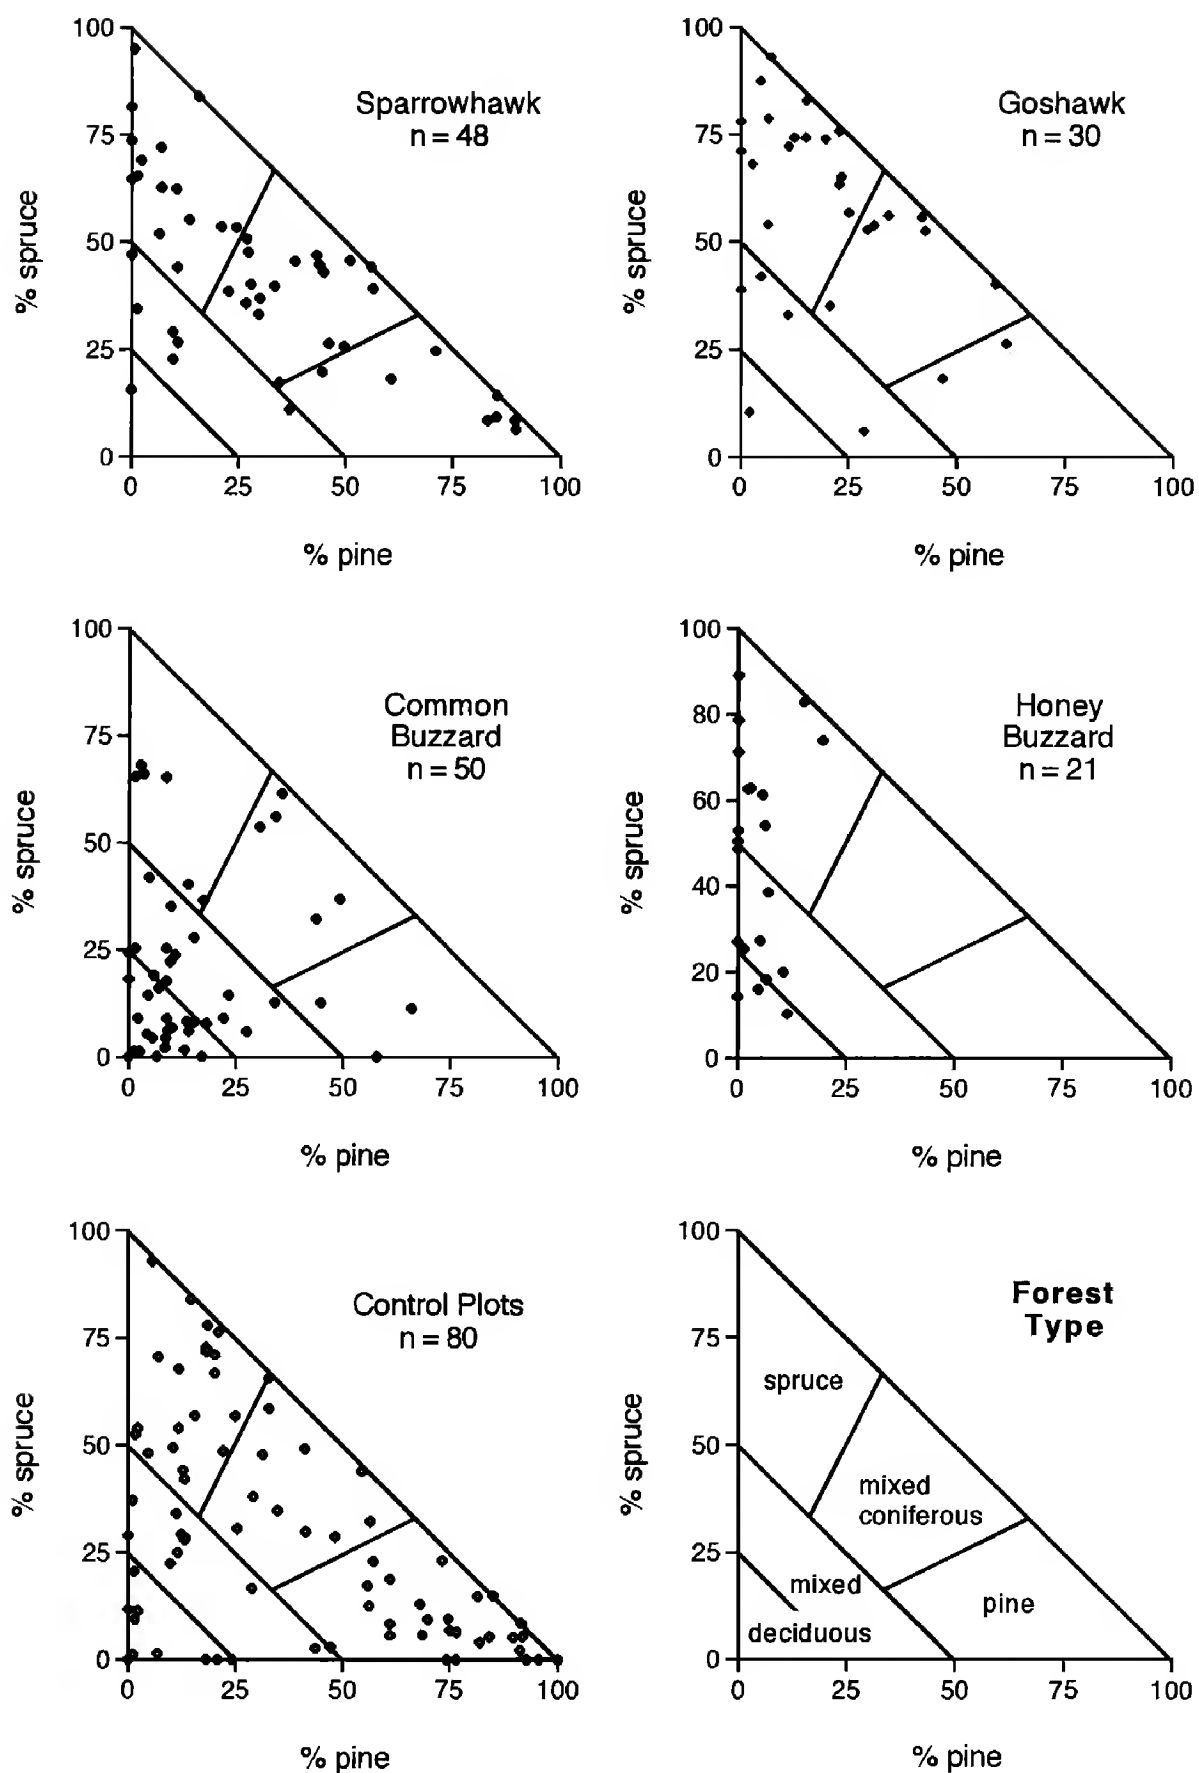 100
75
50
25
0
% spruce
Sparrowhawk
n = 48
0 25 50 75 100
% pine
100
75
50
25
0
% spruce
Goshawk
n = 30
0 25 50 75 100
% pine
100
75
50
25
0
% spruce
Common
Buzzard
n = 50
0 25 50 75 100
% pine
100
80
60
40
20
0
% spruce
Honey
Buzzard
n = 21
0 25 50 75 100
% pine
100
75
50
25
0
% spruce
Control Plots
n = 80
0 25 50 75 100
% pine
100
75
50
25
0
% spruce
Forest
Type
spruce
mixed
coniferous
mixed
pine
deciduous
0 25 50 75 100
% pine